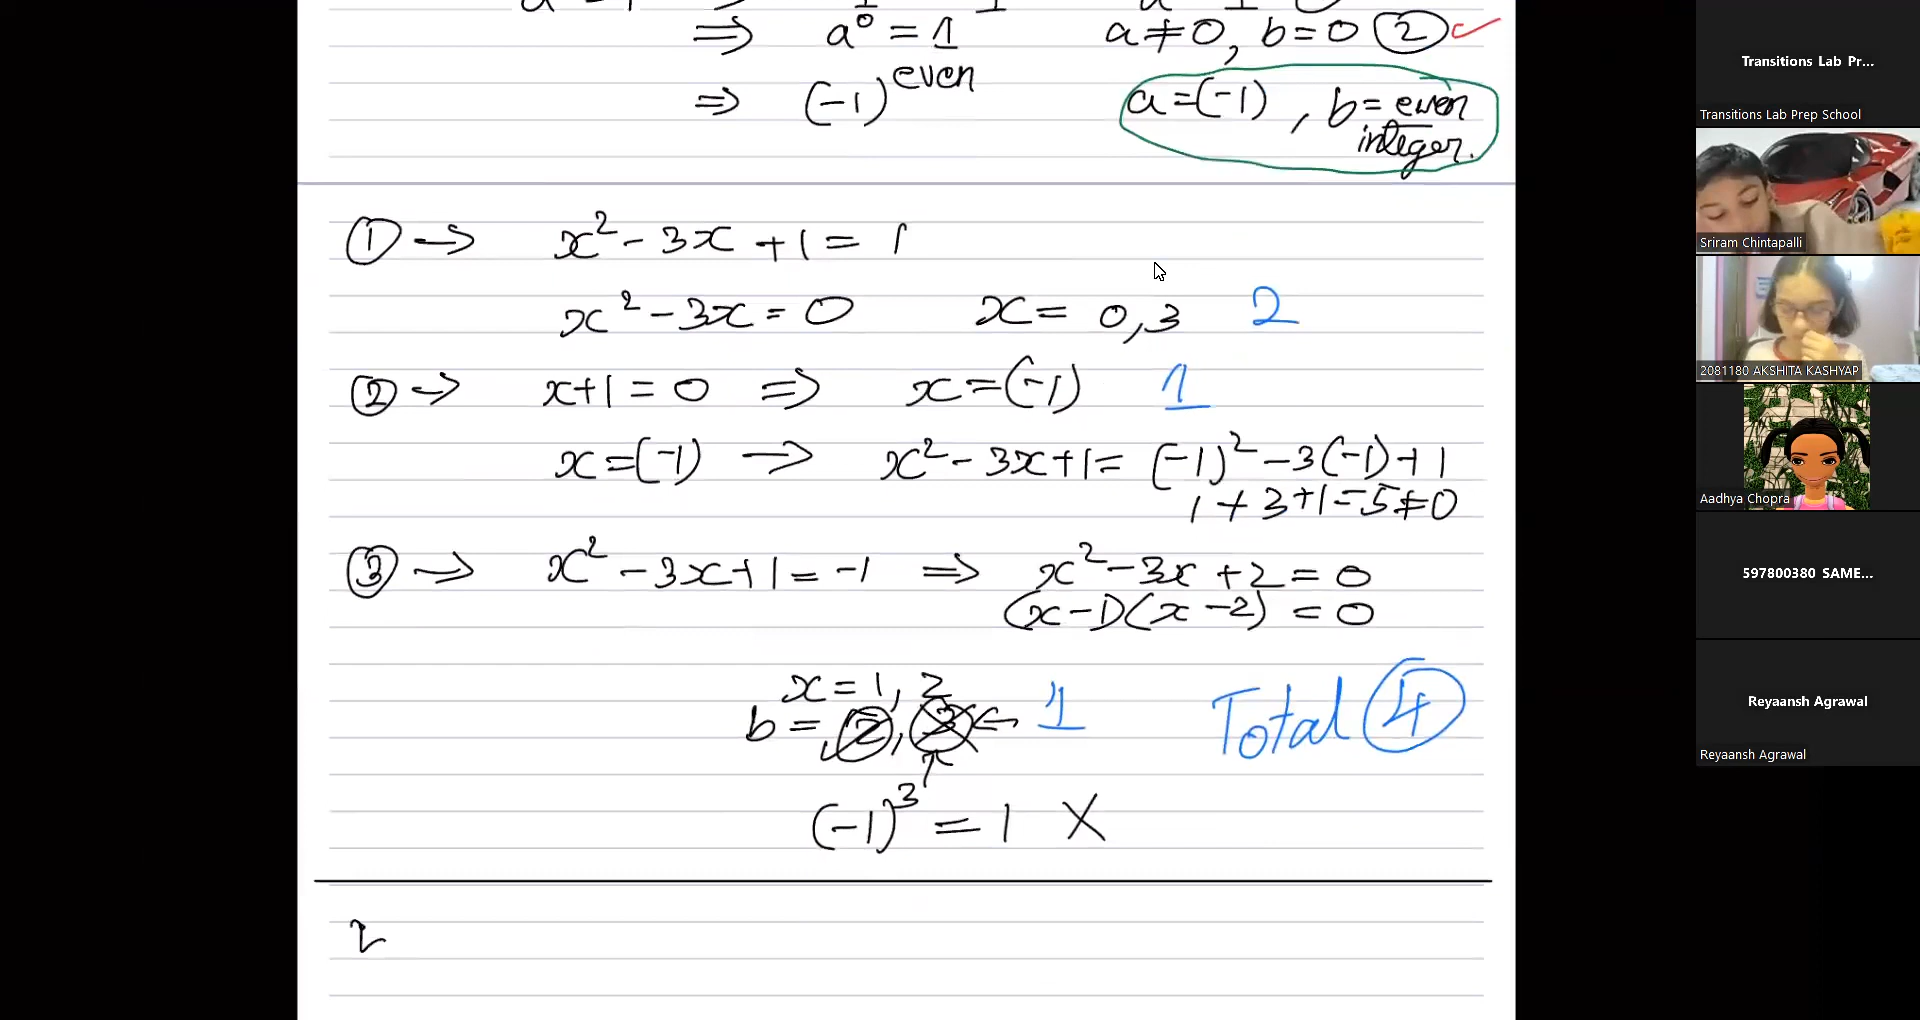 ⇒ a⁰ = 1 a ≠ 0, b = 0 ② ✓
⇒ (-1)^even a = (-1), b = even integer.
① → x² - 3x + 1 = 1
x² - 3x = 0 x = 0, 3 2
② → x+1 = 0 ⇒ x = (-1) 1
x = (-1) → x² - 3x + 1 = (-1)² - 3(-1) + 1
1 + 3 + 1 = 5 ≠ 0
③ → x² - 3x + 1 = -1 ⇒ x² - 3x + 2 = 0
(x - 1)(x - 2) = 0
x = 1, 2
b = 2, 3 ← 1 Total ④
(-1)³ = 1 X
2
Transitions Lab Pr...
Transitions Lab Prep School
Sriram Chintapalli
2081180 AKSHITA KASHYAP
Aadhya Chopra
597800380 SAME...
Reyaansh Agrawal
Reyaansh Agrawal